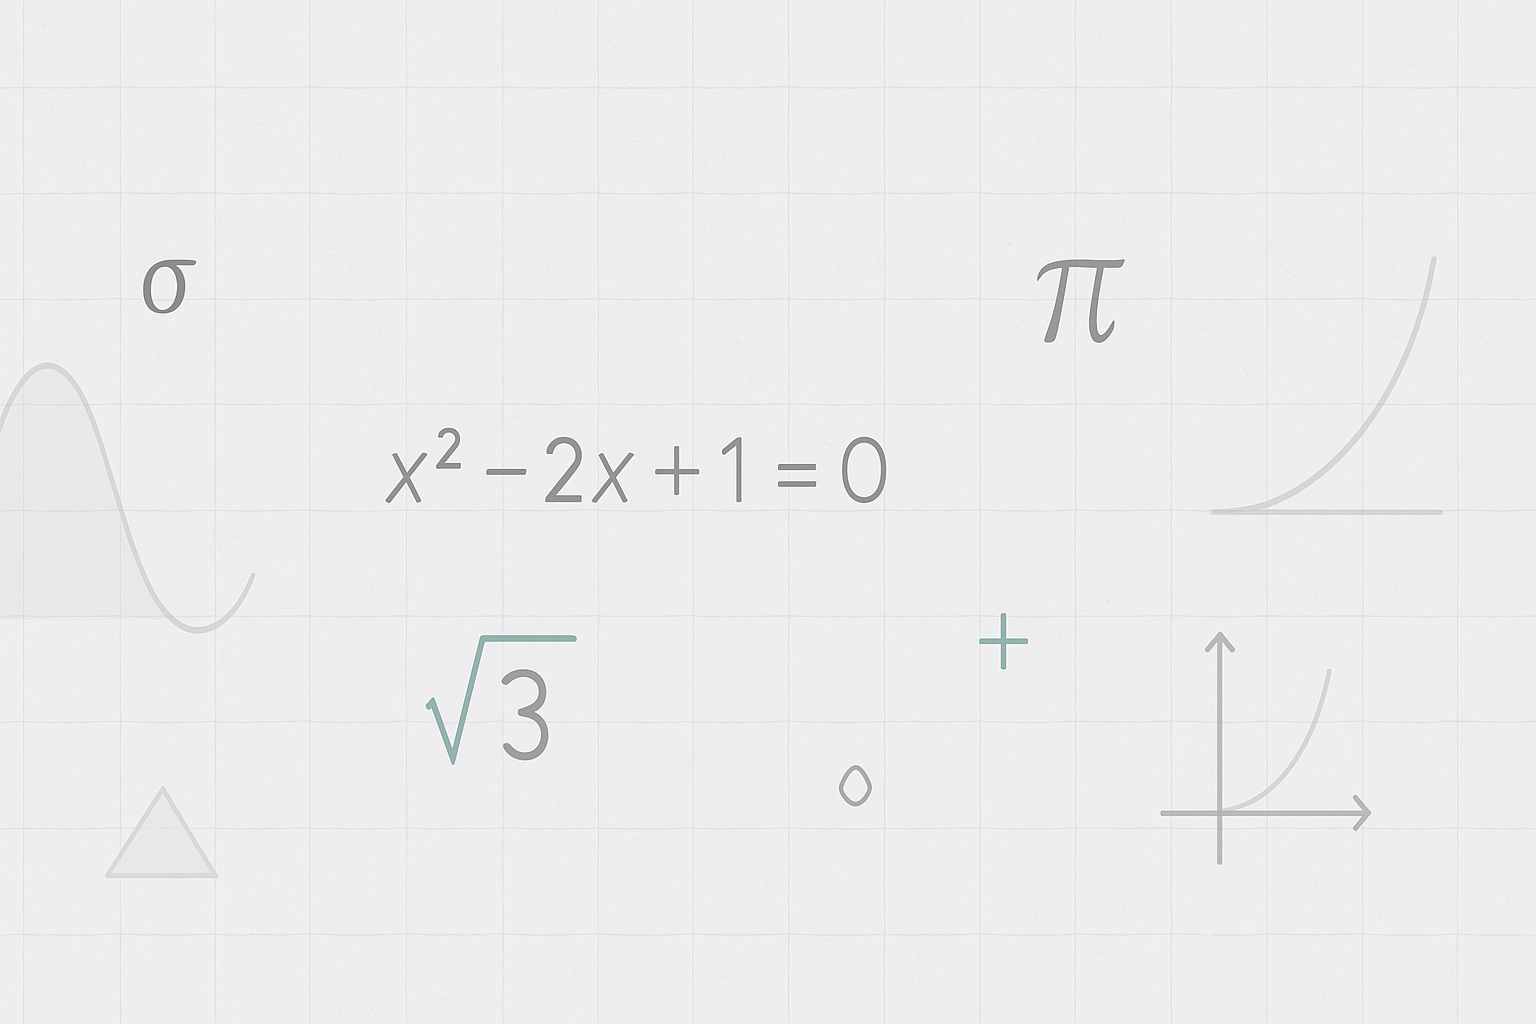 σ
π
x² − 2x + 1 = 0
√3
+